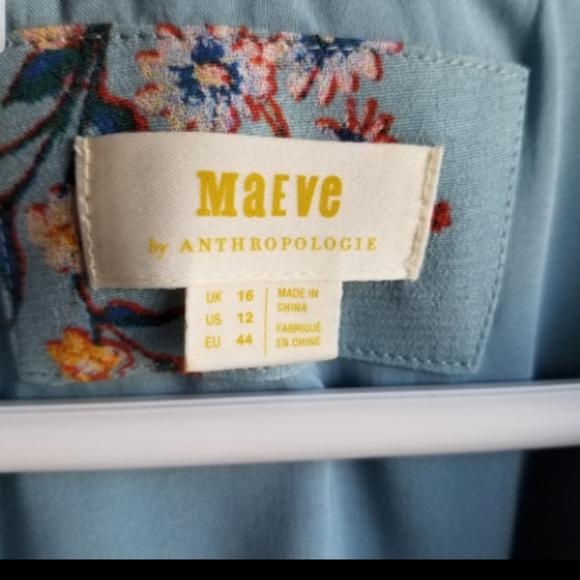 MaEve
by ANTHROPOLOGIE
UK 16
US 12
EU 44
MADE IN
CHINA
FABRIQUÉ
EN CHINE